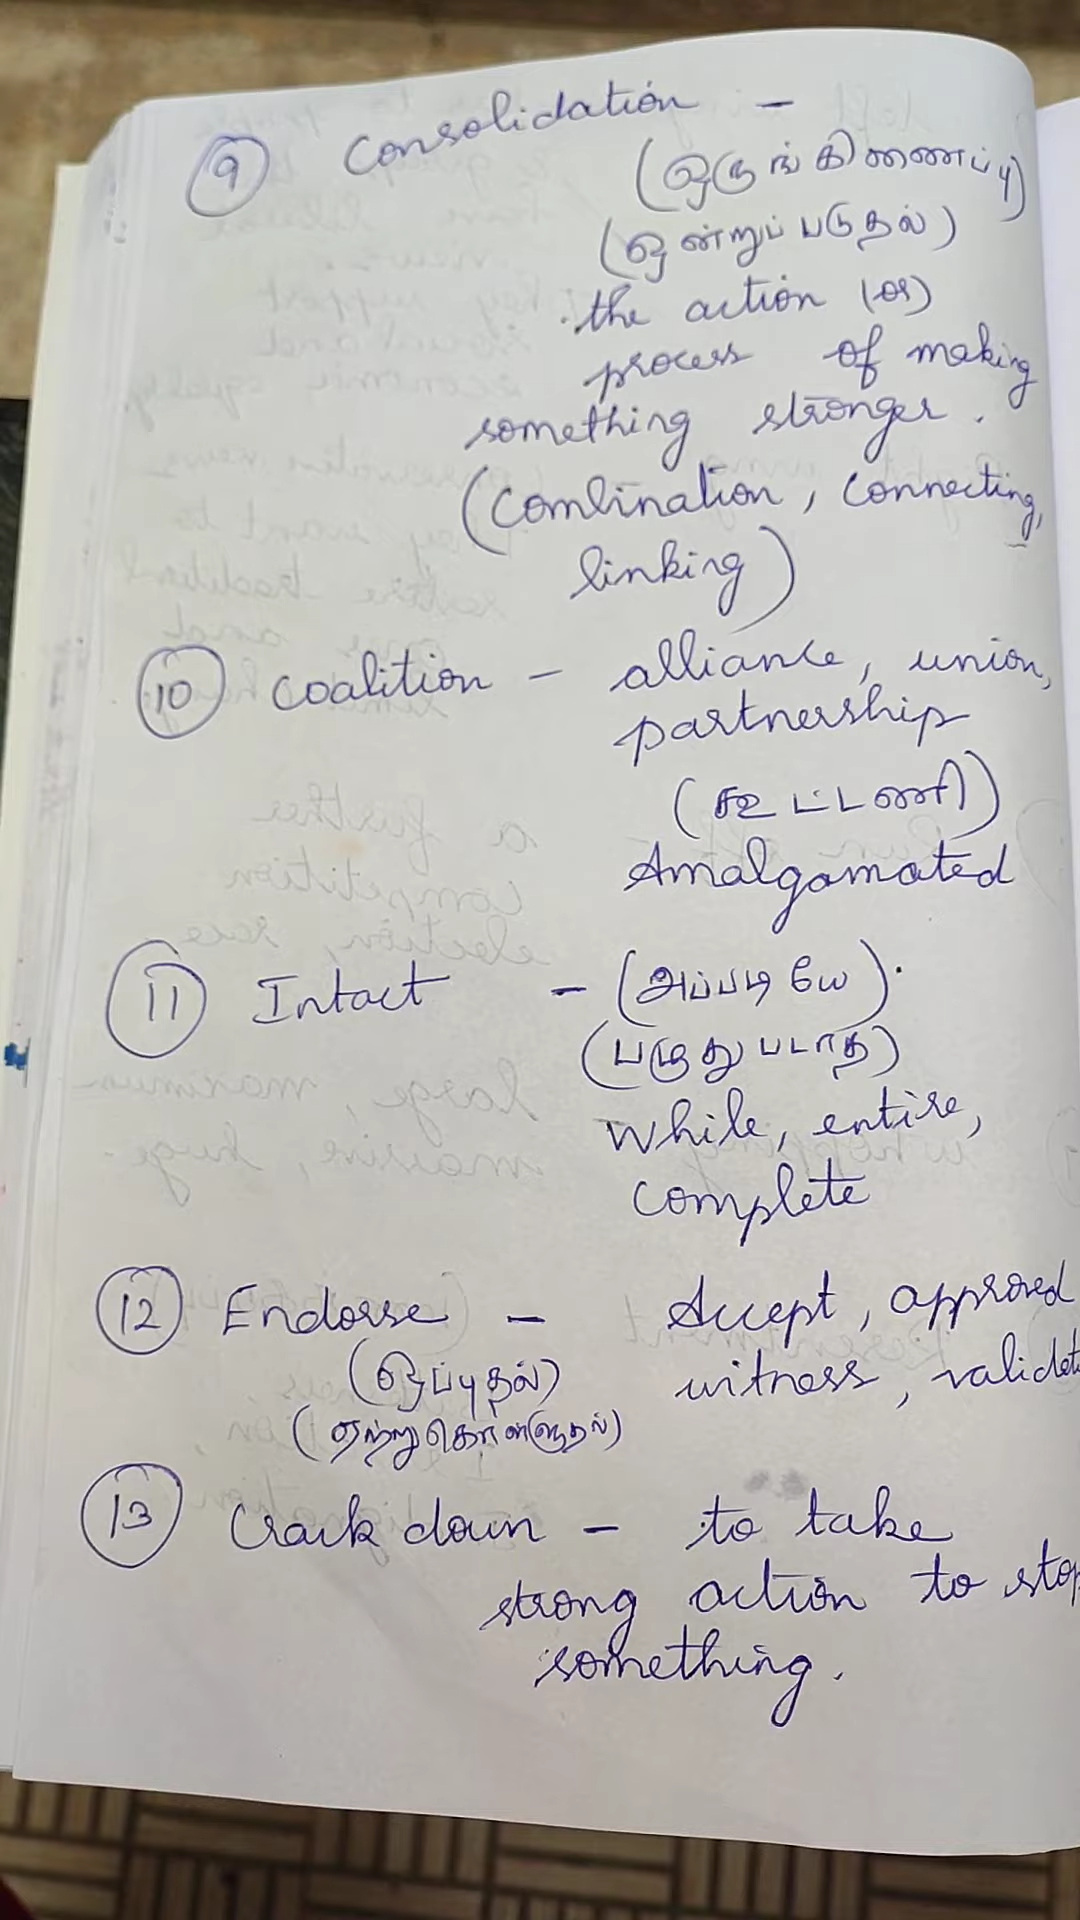 9 Consolidation -
(ஒருங்கிணைப்பு)
(ஒன்றுப்படுதல்)
the action (or)
process of making
something stronger.
(Combination, Connecting,
linking)
10 Coalition - alliance, union,
partnership
(கூட்டணி)
Amalgamated
11 Intact - (அப்படியே).
(பழுதுபடாத)
While, entire,
complete
12 Endorse - Accept, approved
(ஒப்புதல்) witness, validat
(ஏற்றுகொள்ளுதல்)
13 Crack down - to take
strong action to stop
something.